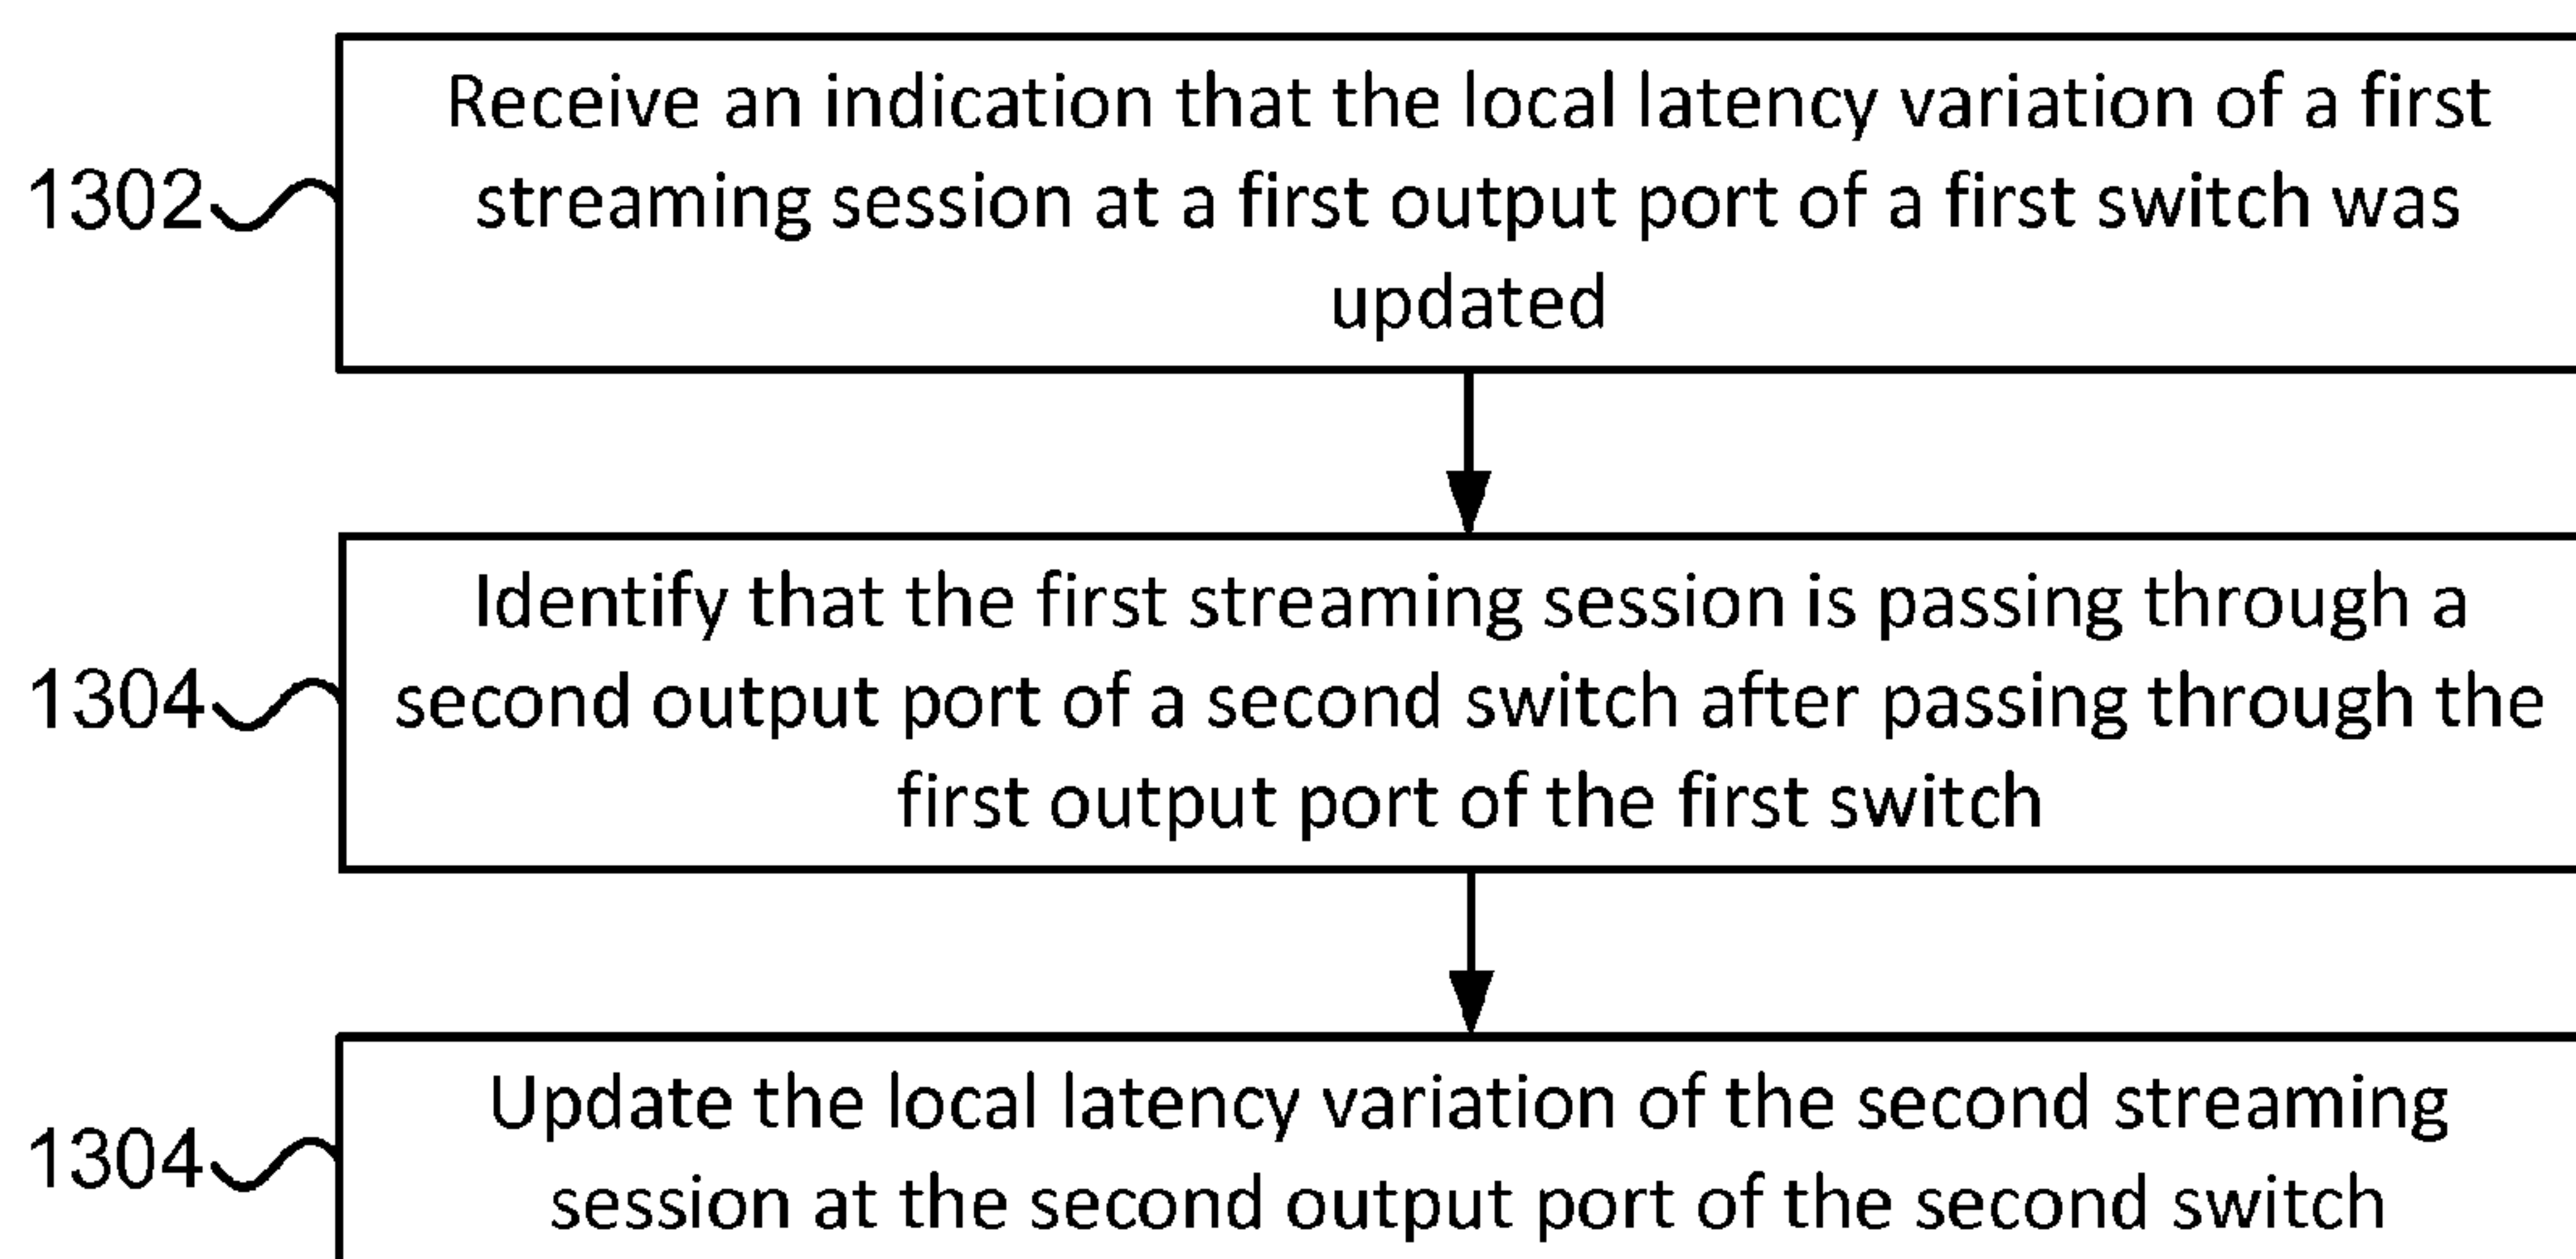 Receive an indication that the local latency variation of a first
1302
streaming session at a first output port of a first switch was
updated
Identify that the first streaming session is passing through a
1304
second output port of a second switch after passing through the
first output port of the first switch
Update the local latency variation of the second streaming
1304
session at the second output port of the second switch